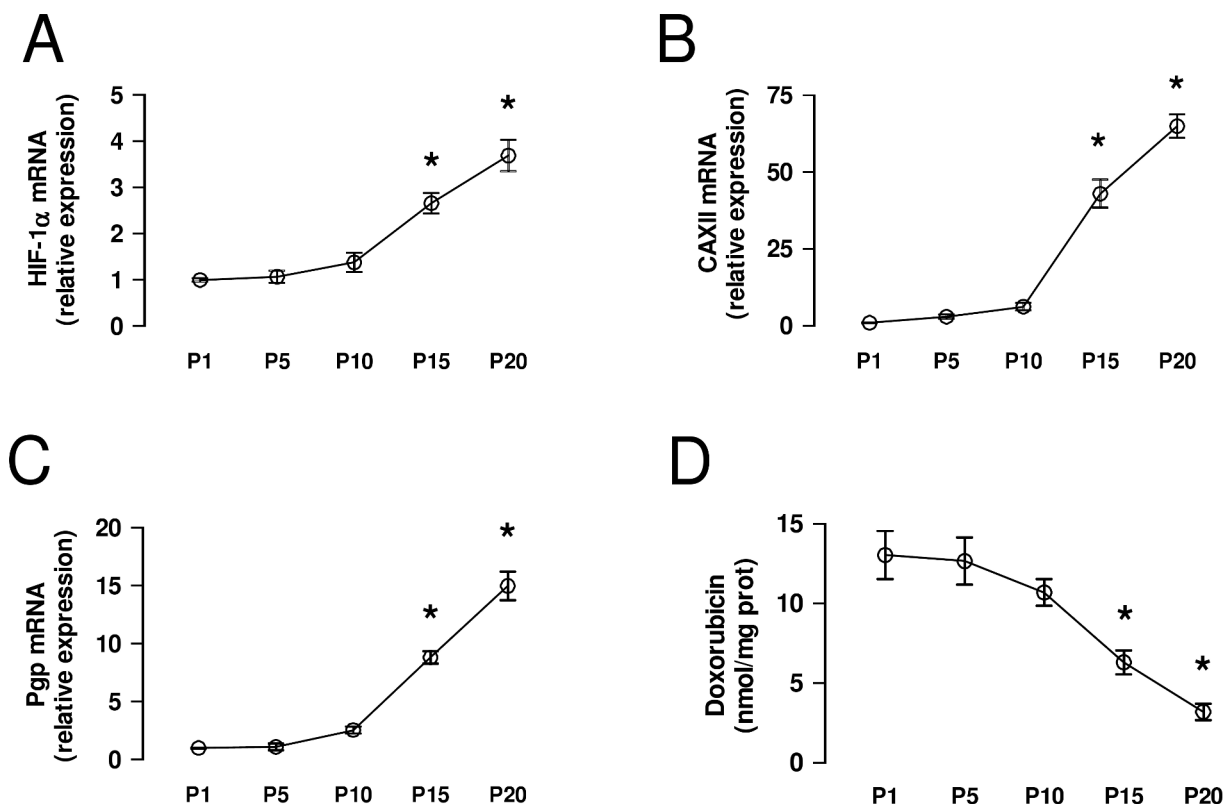 A
HIF-1α mRNA
(relative expression)
5
4
3
2
1
0
*
*
P1 P5 P10 P15 P20
B
CAXII mRNA
(relative expression)
75
50
25
0
*
*
P1 P5 P10 P15 P20
C
Pgp mRNA
(relative expression)
20
15
10
5
0
*
*
P1 P5 P10 P15 P20
D
Doxorubicin
(nmol/mg prot)
15
10
5
0
*
*
P1 P5 P10 P15 P20